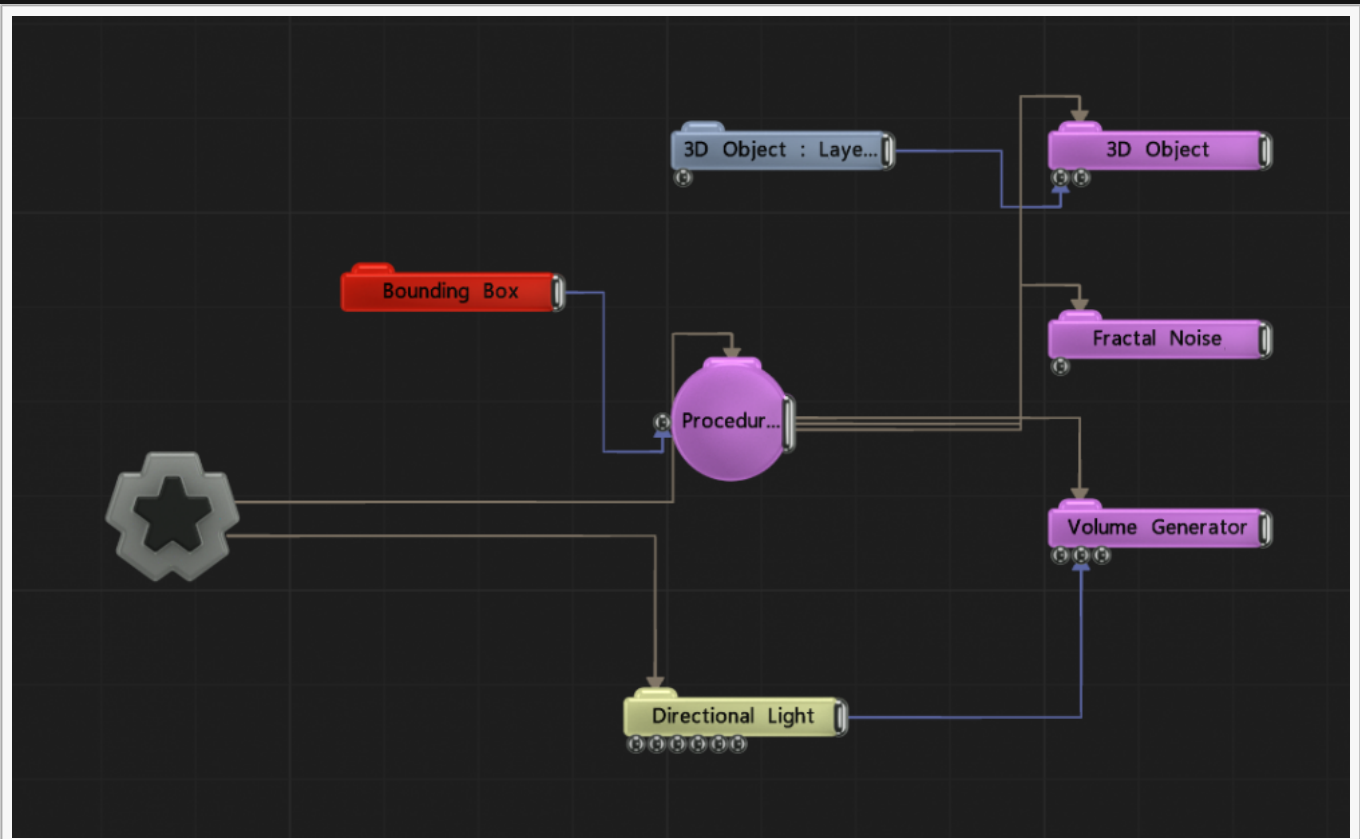 3D Object : Laye...
3D Object
Bounding Box
Fractal Noise
Procedur...
Volume Generator
Directional Light